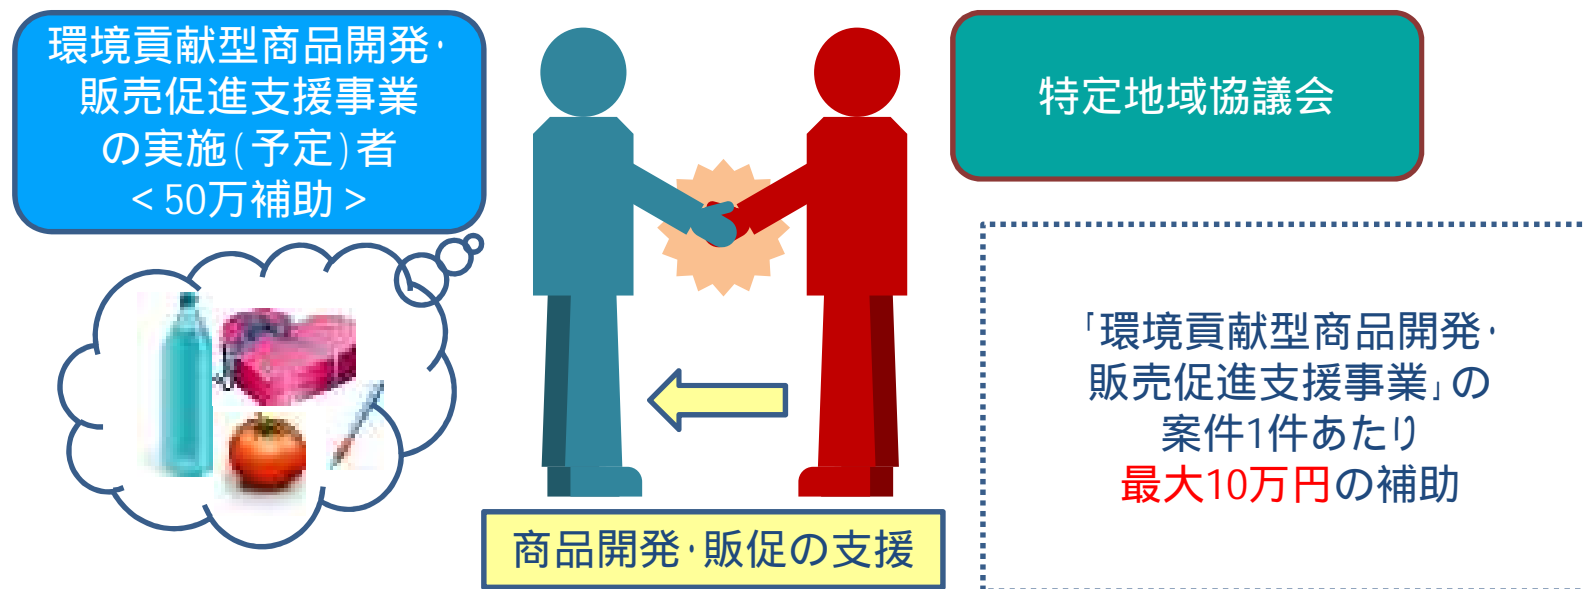 環境貢献型商品開発・
販売促進支援事業
の実施(予定)者
<50万補助>
特定地域協議会
「環境貢献型商品開発・
販売促進支援事業」の
案件1件あたり
最大10万円の補助
商品開発・販促の支援